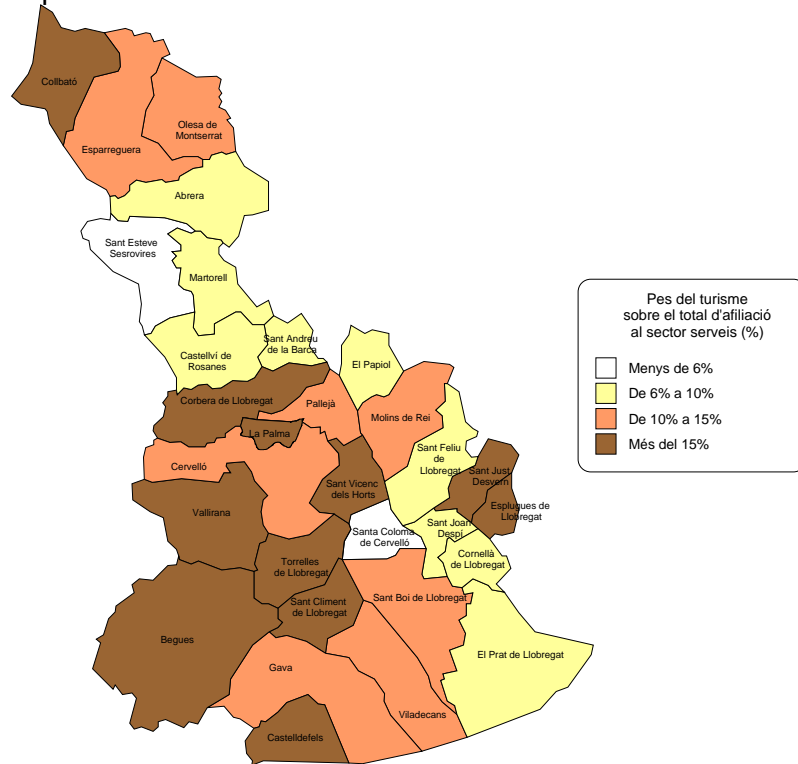 Collbató
Olesa de
Montserrat
Esparreguera
Abrera
Sant Esteve
Sesrovires
Martorell
Sant Andreu
de la Barca
Castellví de
Rosanes
El Papiol
Corbera de Llobregat
Pallejà
Molins de Rei
La Palma
Cervelló
Sant Feliu
de
Llobregat
Sant Just
Desvern
Sant Vicenc
dels Horts
Vallirana
Esplugues de
Llobregat
Santa Coloma
de Cervelló
Sant Joan
Despí
Cornellà
de Llobregat
Torrelles
de Llobregat
Sant Climent
de Llobregat
Sant Boi de Llobregat
Begues
El Prat de Llobregat
Gava
Viladecans
Castelldefels
Pes del turisme
sobre el total d'afiliació
al sector serveis (%)
Menys de 6%
De 6% a 10%
De 10% a 15%
Més del 15%